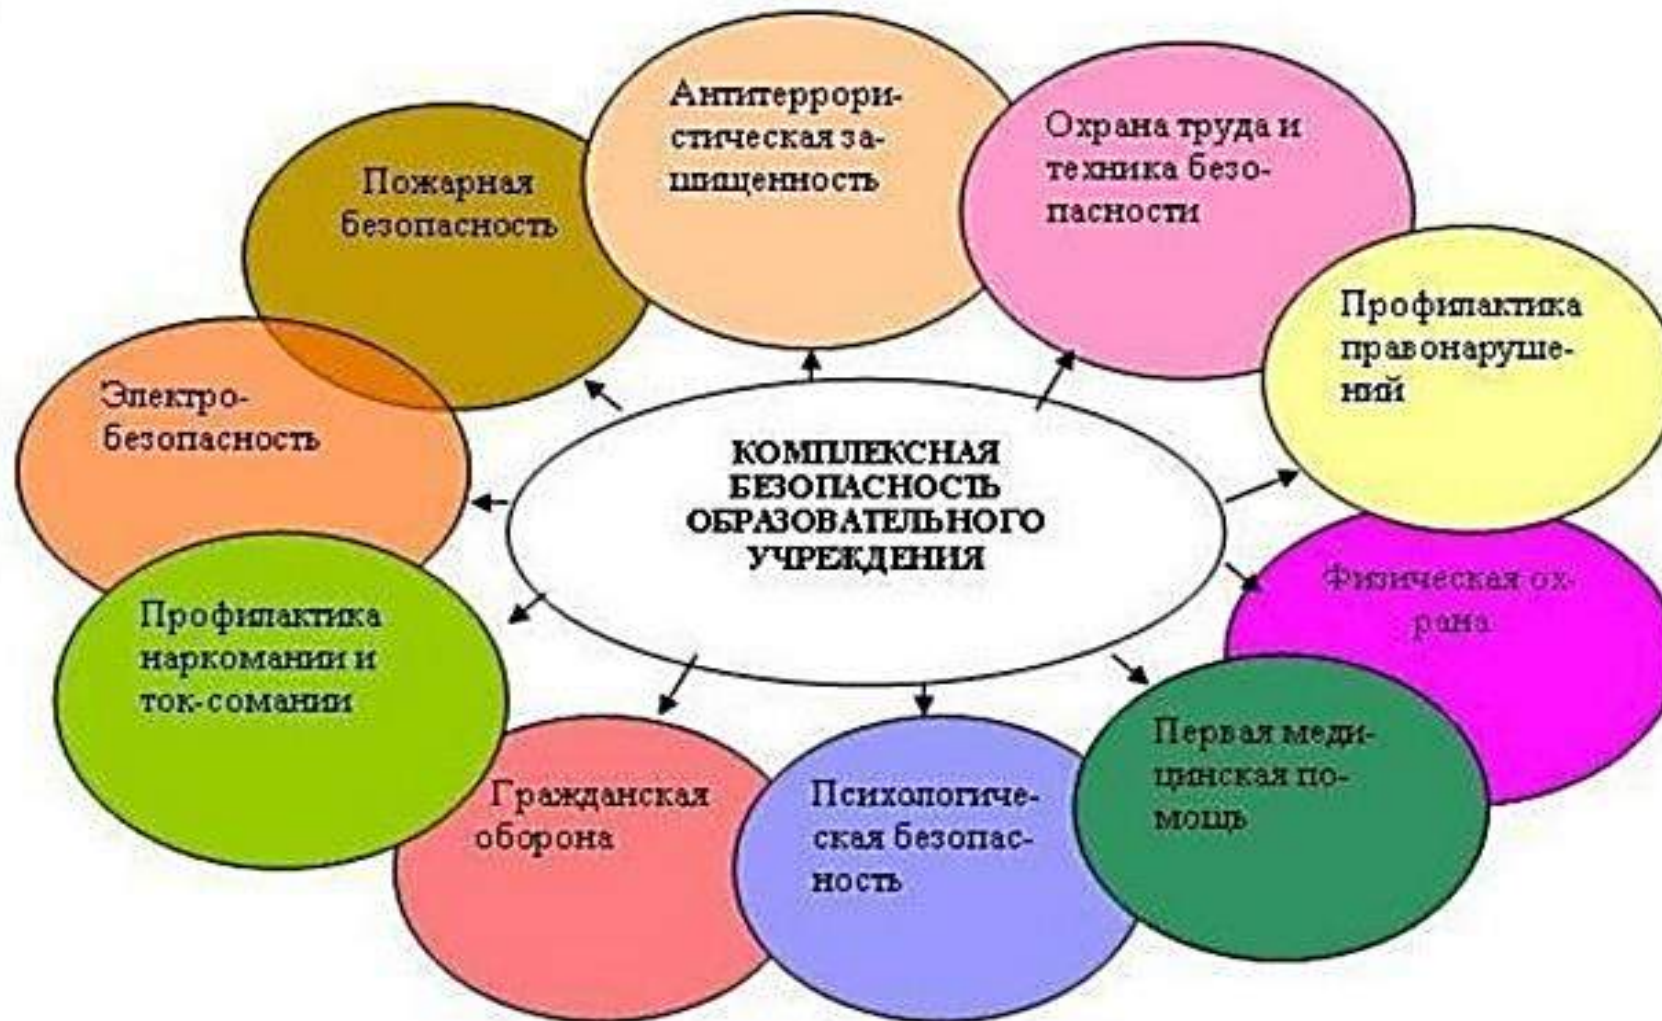 Антитеррори-
стическая за-
щищенность
Охрана труда и
техника безо-
пасности
Пожарная
безопасность
Профилактика
правонаруше-
ний
Электро-
безопасность
КОМПЛЕКСНАЯ
БЕЗОПАСНОСТЬ
ОБРАЗОВАТЕЛЬНОГО
УЧРЕЖДЕНИЯ
Физическая ох-
рана
Профилактика
наркомании и
ток-сомании
Первая меди-
цинская по-
мощь
Гражданская
оборона
Психологиче-
ская безопас-
ность